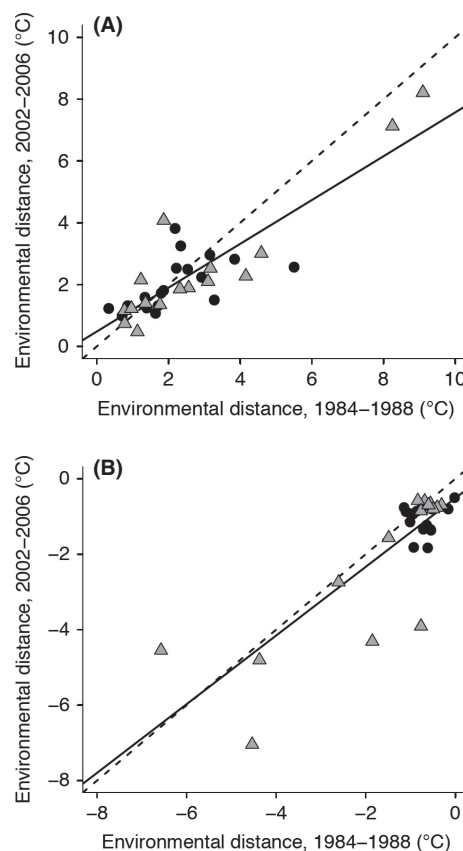 (A)
Environmental distance, 2002–2006 (°C)
10
8
6
4
2
0
0 2 4 6 8 10
Environmental distance, 1984–1988 (°C)
(B)
Environmental distance, 2002–2006 (°C)
0
−2
−4
−6
−8
−8 −6 −4 −2 0
Environmental distance, 1984–1988 (°C)